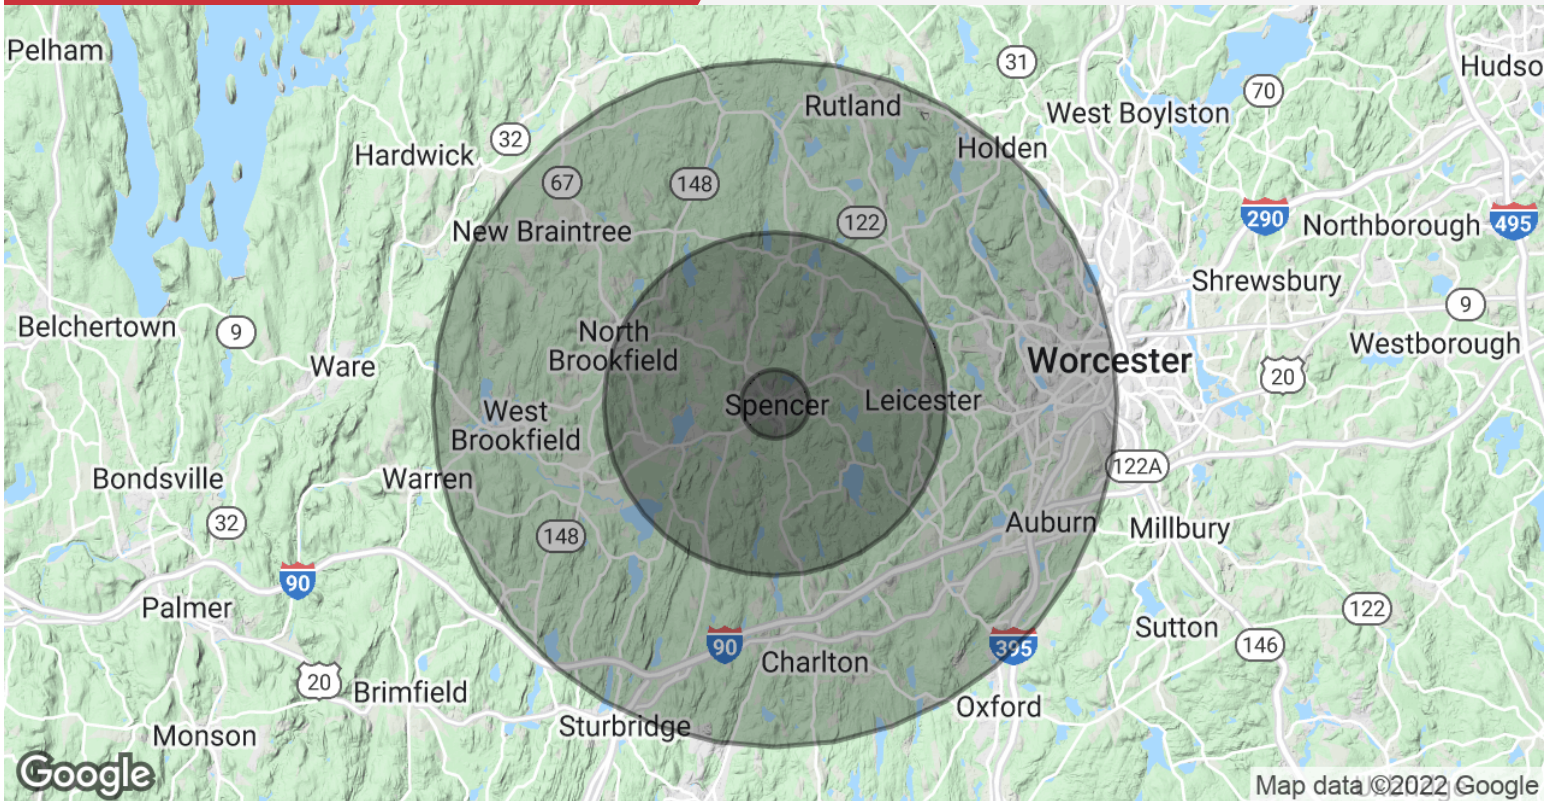 Pelham
31
Hudso
70
Rutland
West Boylston
32
Holden
Hardwick
67
148
122
290
Northborough
495
New Braintree
Shrewsbury
9
Belchertown
9
North
Brookfield
Westborough
Ware
Worcester
20
Spencer
Leicester
West
Brookfield
122A
Bondsville
Warren
32
148
Auburn
Millbury
90
Palmer
122
Sutton
90
395
146
Charlton
20
Brimfield
Oxford
Sturbridge
Monson
Google
Map data ©2022 Google